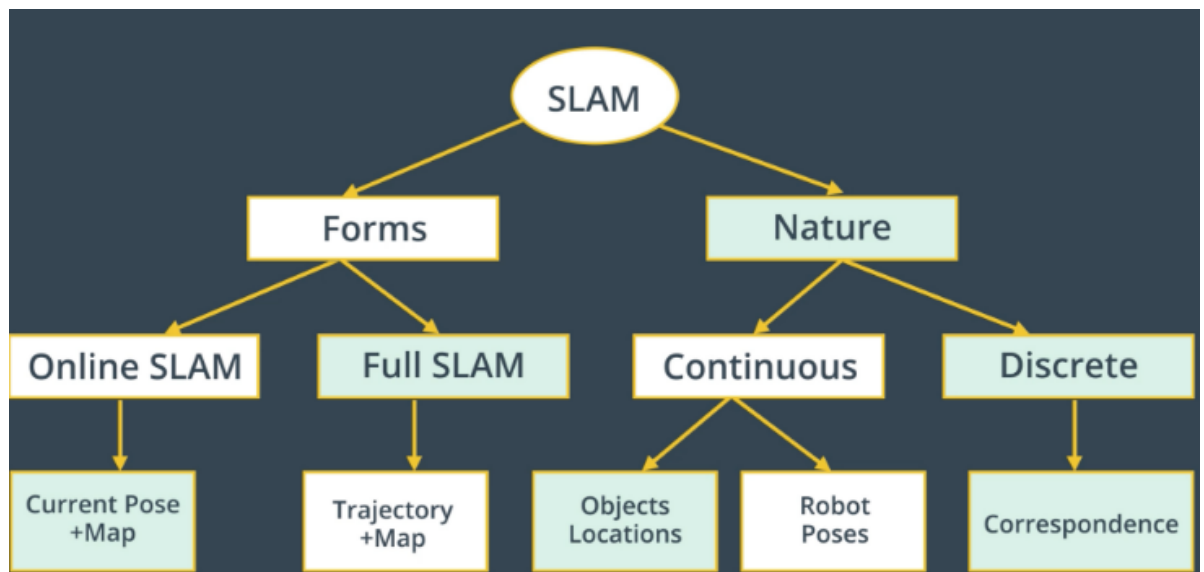 SLAM
Forms
Nature
Online SLAM
Full SLAM
Continuous
Discrete
Current Pose
+Map
Trajectory
+Map
Objects
Locations
Robot
Poses
Correspondence